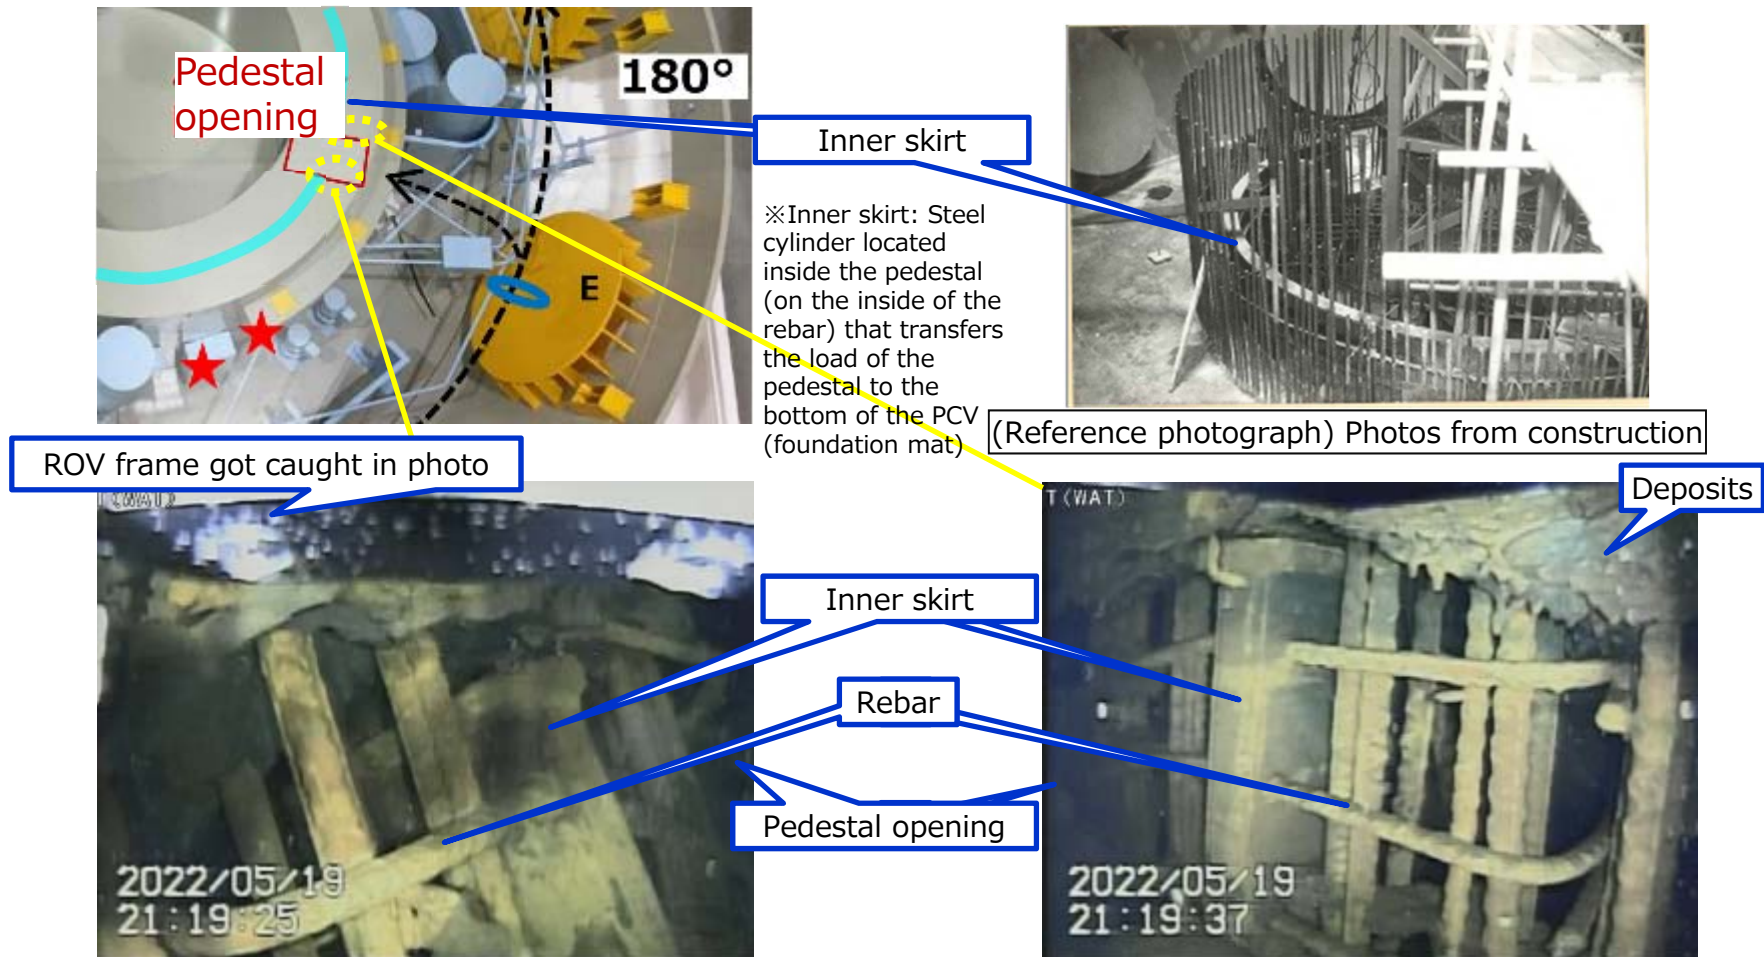 Pedestal
opening
180°
E
Inner skirt
※Inner skirt: Steel
cylinder located
inside the pedestal
(on the inside of the
rebar) that transfers
the load of the
pedestal to the
bottom of the PCV
(foundation mat)
(Reference photograph) Photos from construction
ROV frame got caught in photo
Deposits
T(WAT)
Inner skirt
Rebar
Pedestal opening
2022/05/19
21:19:25
2022/05/19
21:19:37